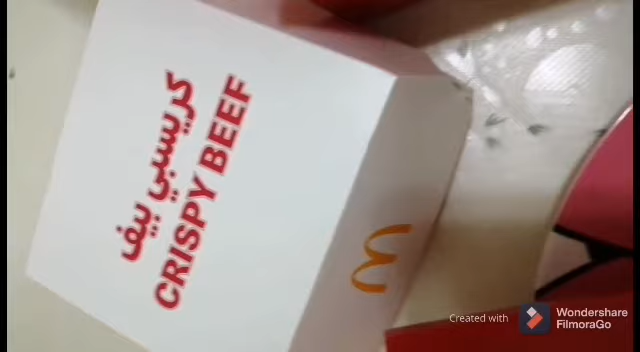 كريسبي بيف
CRISPY BEEF
Created with
Wondershare
FilmoraGo